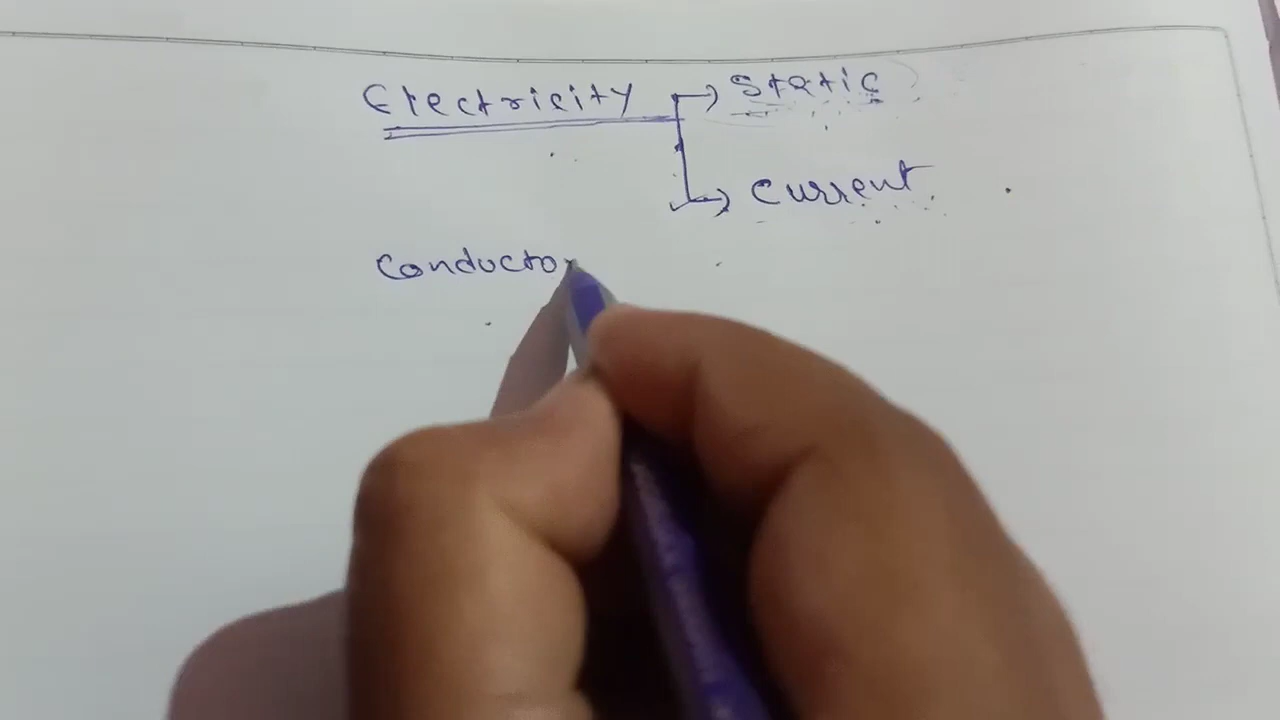 Electricity → Static
→ Current
Conductor